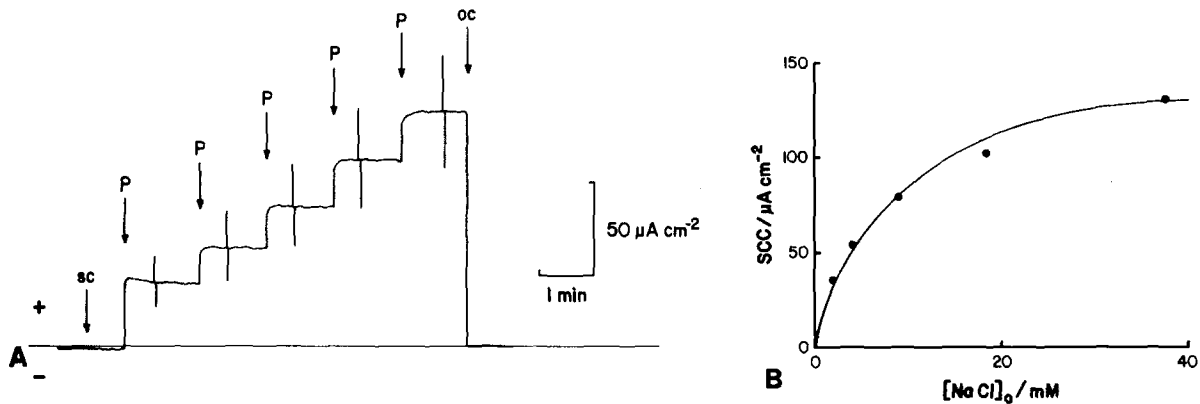 P
P
P
P
P
oc
sc
+
A
−
50 µA cm⁻²
1 min
150
100
50
0
SCC/µA cm⁻²
0
20
40
B
[NaCl]ₒ/mM